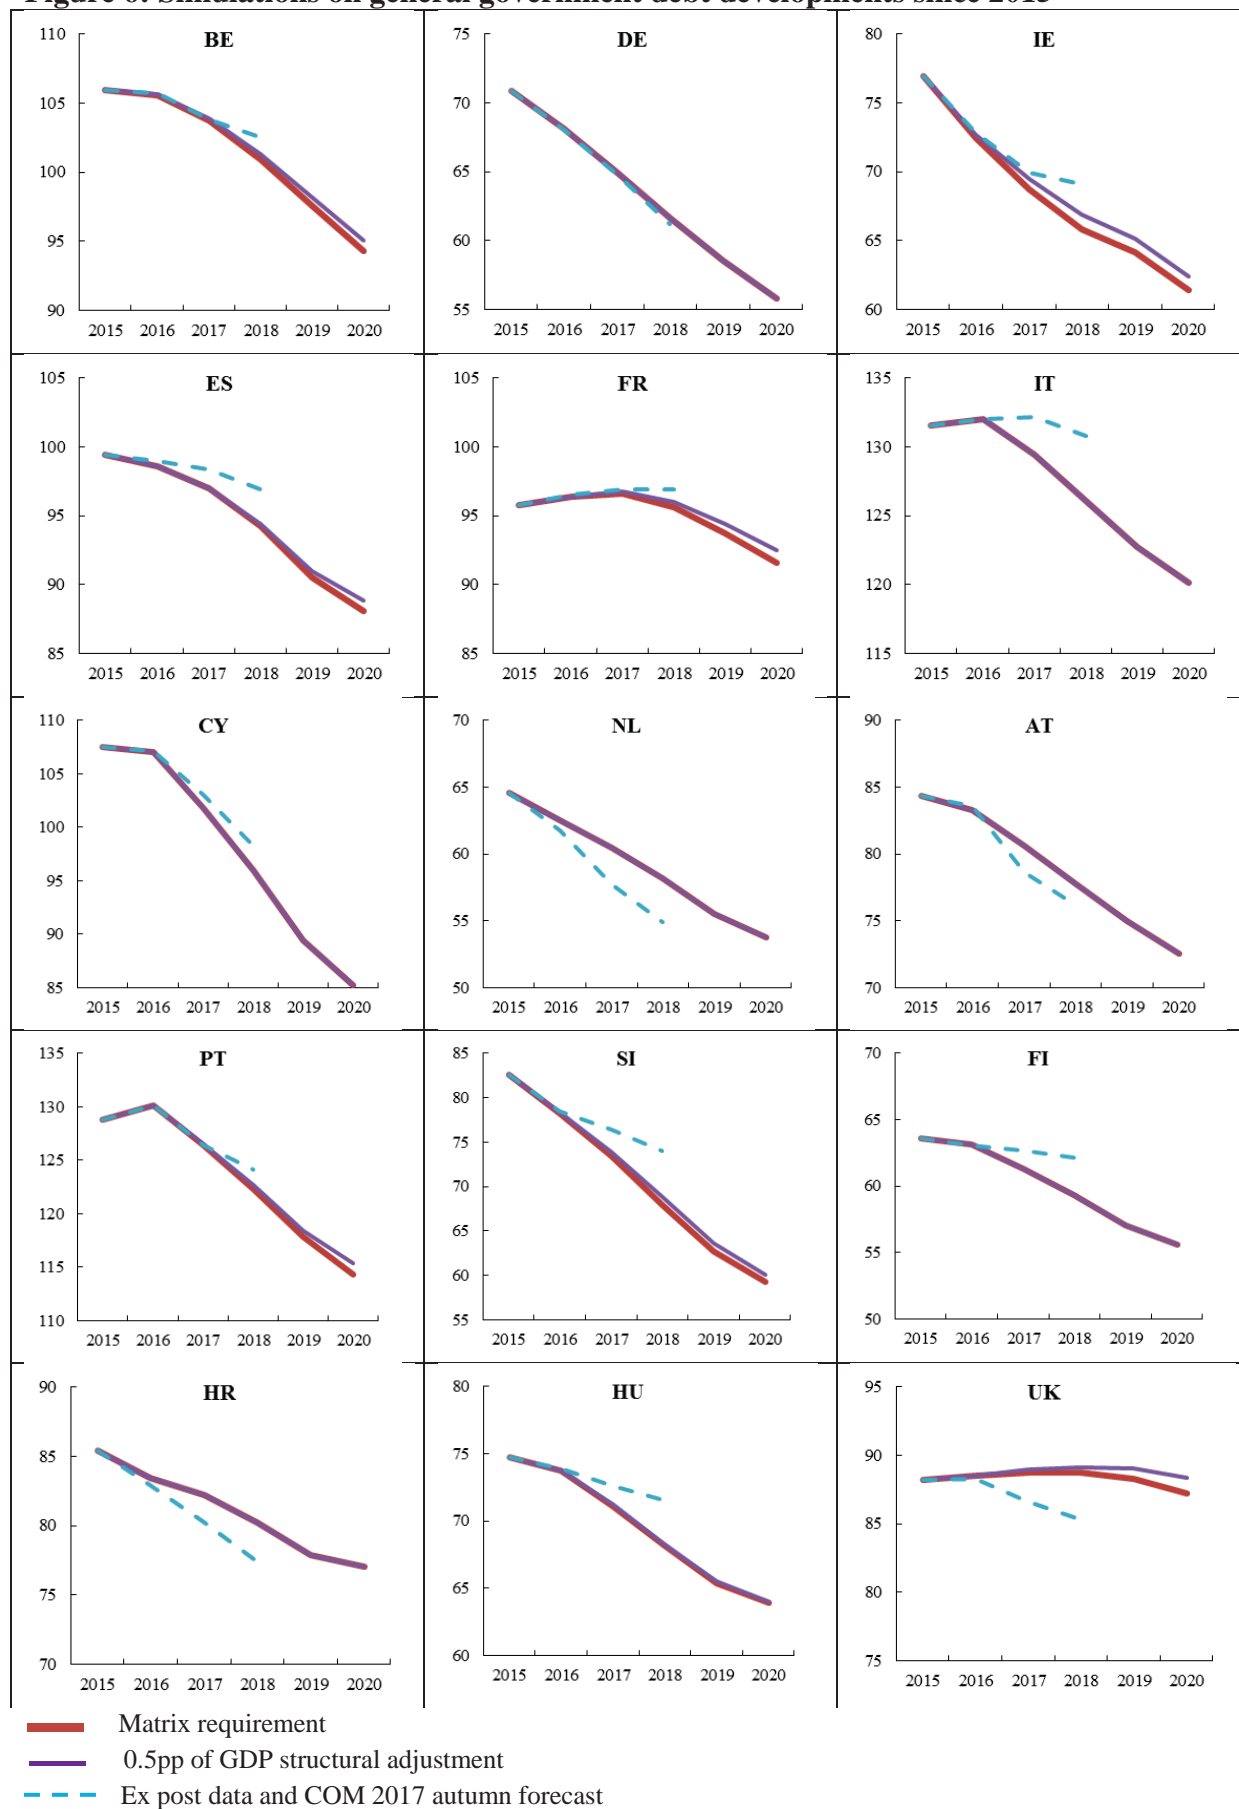 Figure 6: Simulations on general government debt developments since 2015
BE
110
105
100
95
90
2015 2016 2017 2018 2019 2020
DE
75
70
65
60
55
2015 2016 2017 2018 2019 2020
IE
80
75
70
65
60
2015 2016 2017 2018 2019 2020
ES
105
100
95
90
85
2015 2016 2017 2018 2019 2020
FR
105
100
95
90
85
2015 2016 2017 2018 2019 2020
IT
135
130
125
120
115
2015 2016 2017 2018 2019 2020
CY
110
105
100
95
90
85
2015 2016 2017 2018 2019 2020
NL
70
65
60
55
50
2015 2016 2017 2018 2019 2020
AT
90
85
80
75
70
2015 2016 2017 2018 2019 2020
PT
135
130
125
120
115
110
2015 2016 2017 2018 2019 2020
SI
85
80
75
70
65
60
55
2015 2016 2017 2018 2019 2020
FI
70
65
60
55
50
2015 2016 2017 2018 2019 2020
HR
90
85
80
75
70
2015 2016 2017 2018 2019 2020
HU
80
75
70
65
60
2015 2016 2017 2018 2019 2020
UK
95
90
85
80
75
2015 2016 2017 2018 2019 2020
Matrix requirement
0.5pp of GDP structural adjustment
Ex post data and COM 2017 autumn forecast